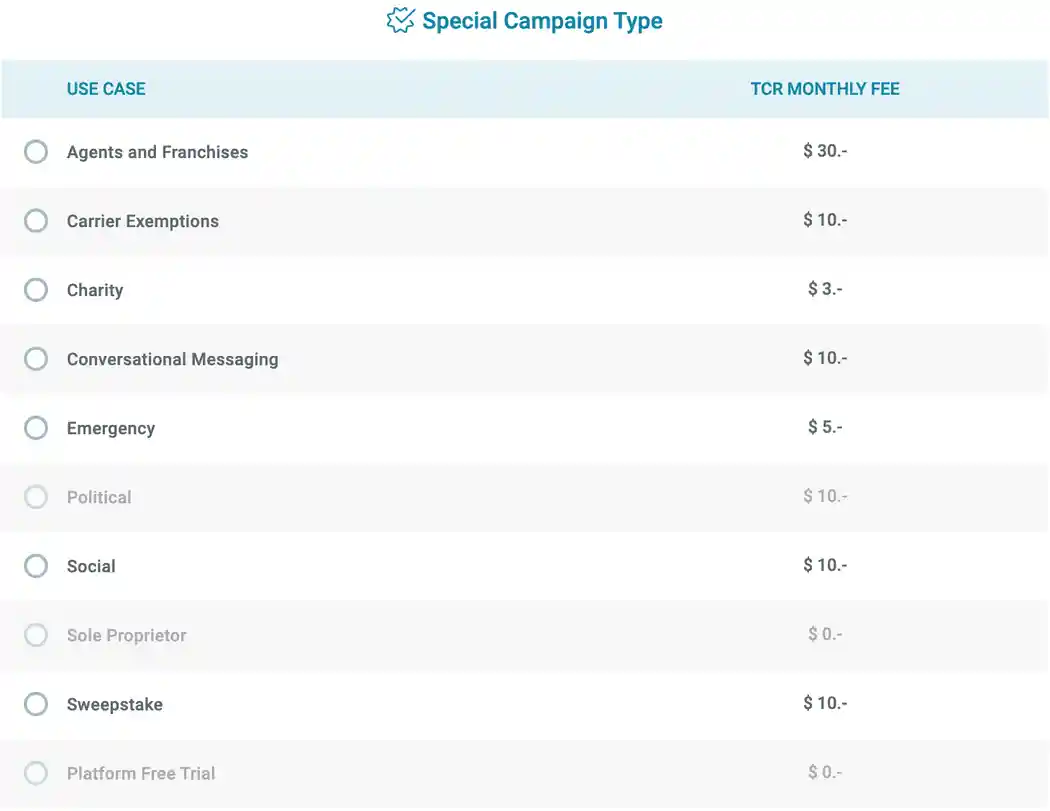 Special Campaign Type
USE CASE TCR MONTHLY FEE
Agents and Franchises $ 30.-
Carrier Exemptions $ 10.-
Charity $ 3.-
Conversational Messaging $ 10.-
Emergency $ 5.-
Political $ 10.-
Social $ 10.-
Sole Proprietor $ 0.-
Sweepstake $ 10.-
Platform Free Trial $ 0.-